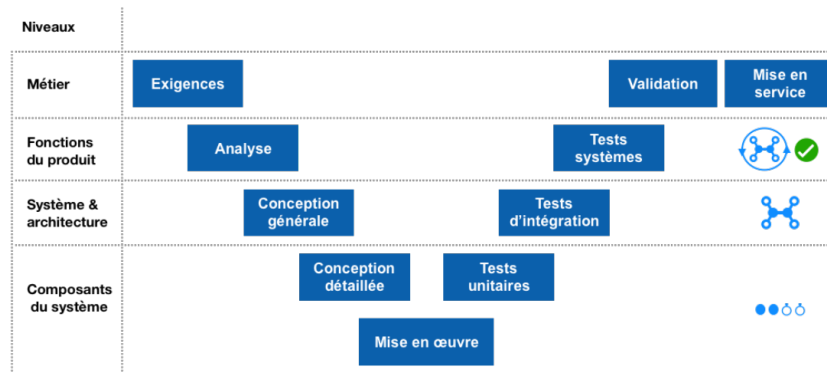 Niveaux
Métier
Exigences
Validation
Mise en
service
Fonctions
du produit
Analyse
Tests
systèmes
Système &
architecture
Conception
générale
Tests
d'intégration
Composants
du système
Conception
détaillée
Tests
unitaires
Mise en œuvre